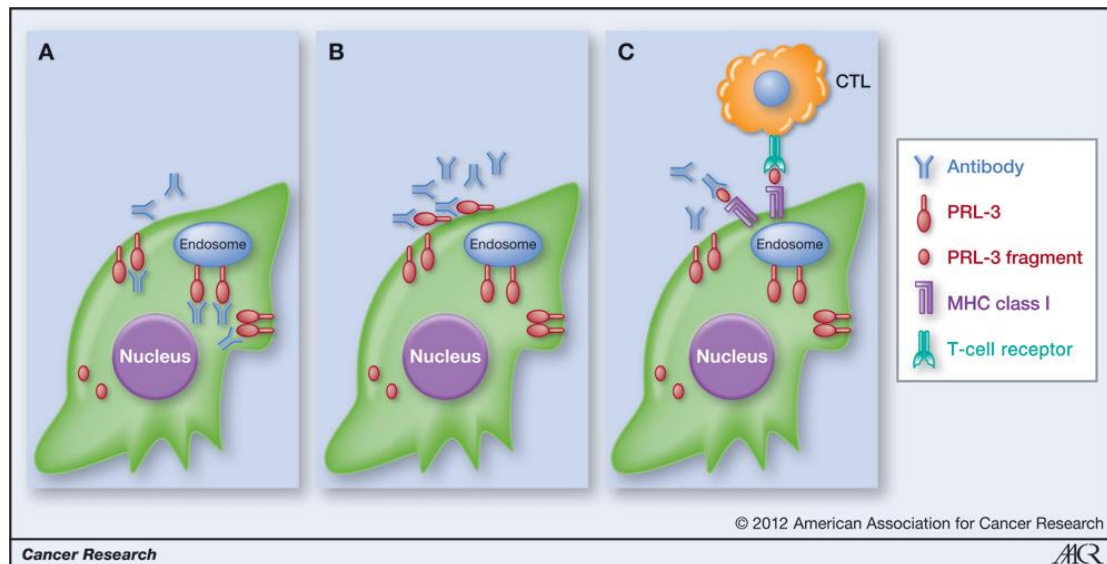 A
B
C
CTL
Endosome
Endosome
Endosome
Nucleus
Nucleus
Nucleus
Antibody
PRL-3
PRL-3 fragment
MHC class I
T-cell receptor
© 2012 American Association for Cancer Research
Cancer Research
AACR